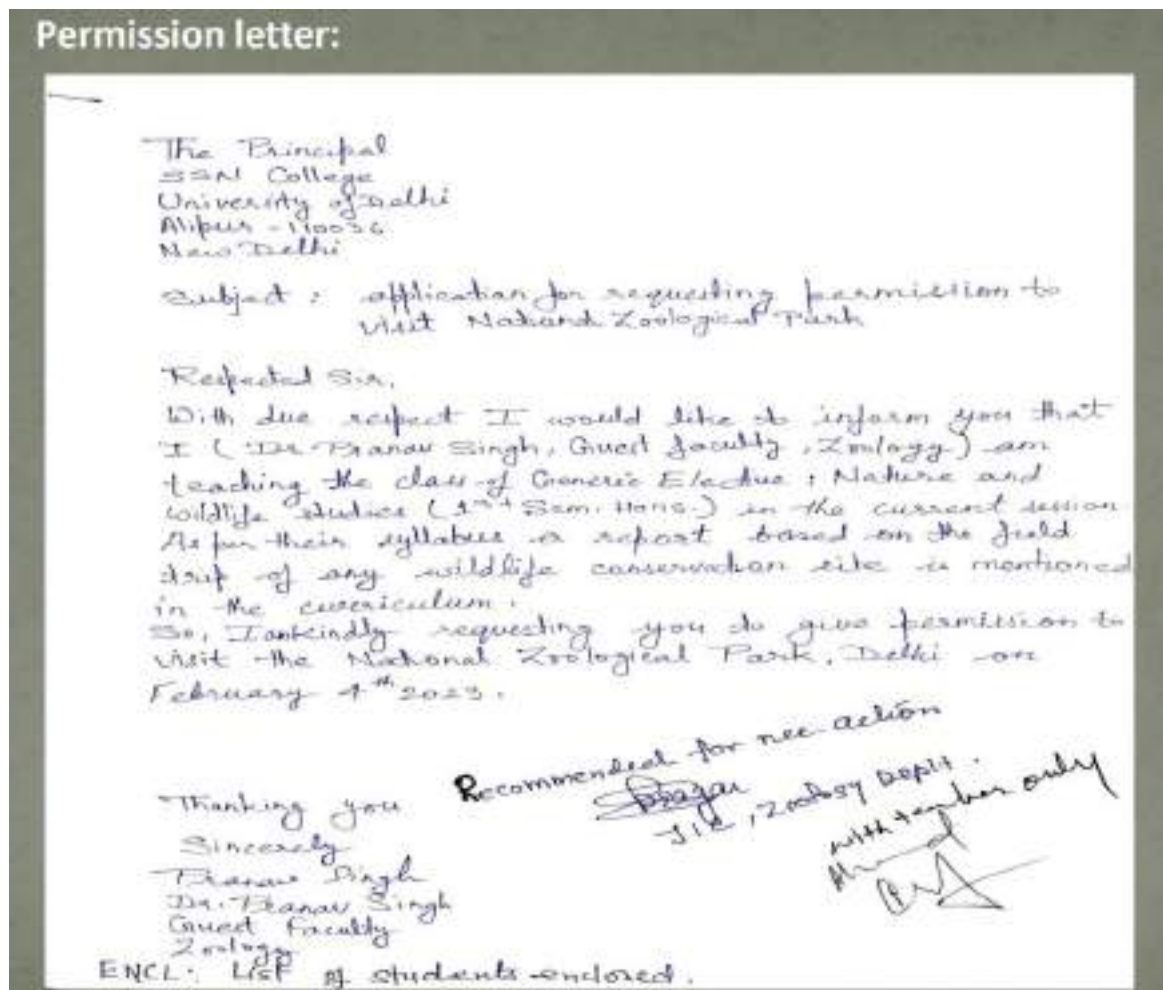 Permission letter:
The Principal
SSN College
University of Delhi
Alipur - 110036
New Delhi
Subject : application for requesting permission to
visit National Zoological Park
Respected Sir,
With due respect I would like to inform you that
I ( Dr. Pranav Singh, Guest faculty, Zoology) am
teaching the class of Generic Elective : Nature and
wildlife studies (1st Sem. Hons.) in the current session.
As per their syllabus a report based on the field
trip of any wildlife conservation site is mentioned
in the curriculum.
So, I am kindly requesting you to give permission to
visit the National Zoological Park, Delhi on
February 4th 2023.
Recommended for nec action
TIC, Zoology Deptt.
with teacher only
Thanking you
Sincerely
Pranav Singh
Dr. Pranav Singh
Guest Faculty
Zoology
ENCL: List of students enclosed.